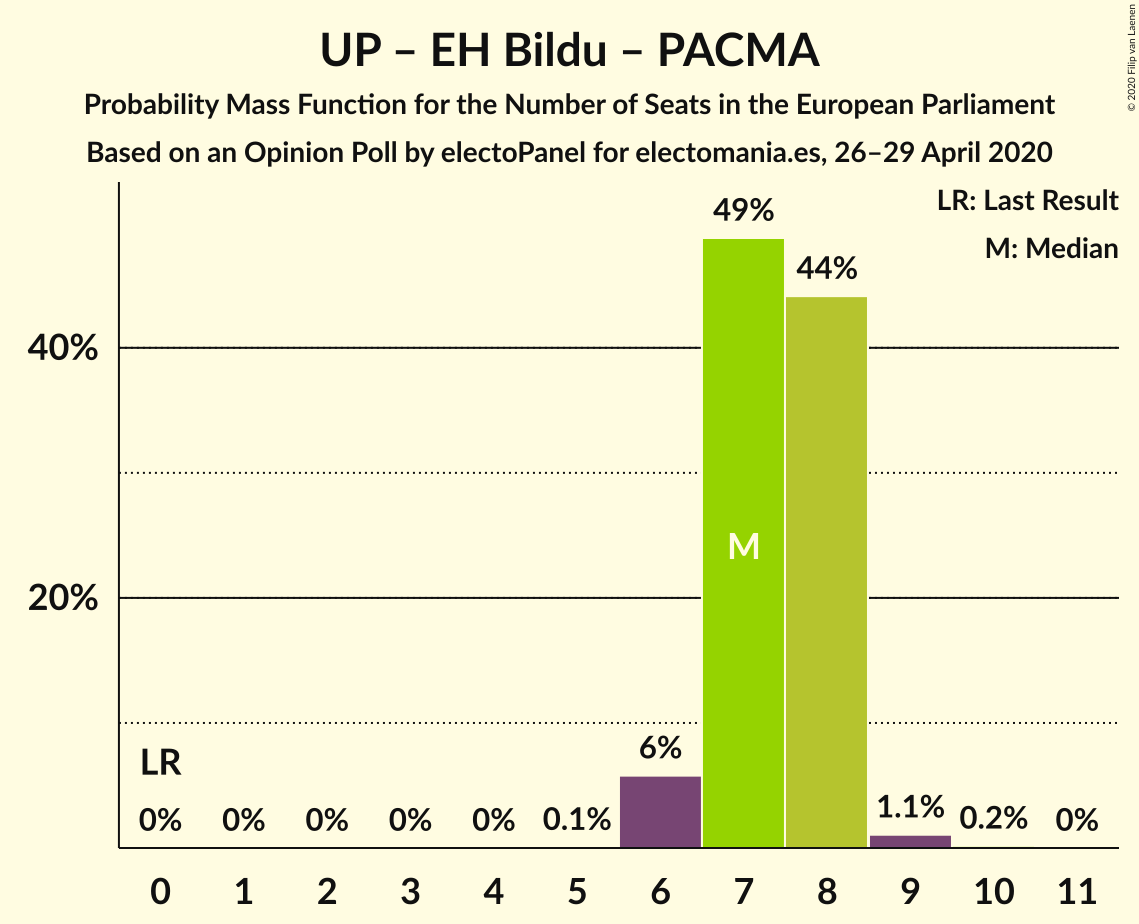 UP – EH Bildu – PACMA
Probability Mass Function for the Number of Seats in the European Parliament
Based on an Opinion Poll by electoPanel for electomania.es, 26–29 April 2020
© 2020 Filip van Laenen
LR: Last Result
M: Median
49%
44%
40%
M
20%
LR
6%
0% 0% 0% 0% 0% 0.1% 1.1% 0.2% 0%
0 1 2 3 4 5 6 7 8 9 10 11